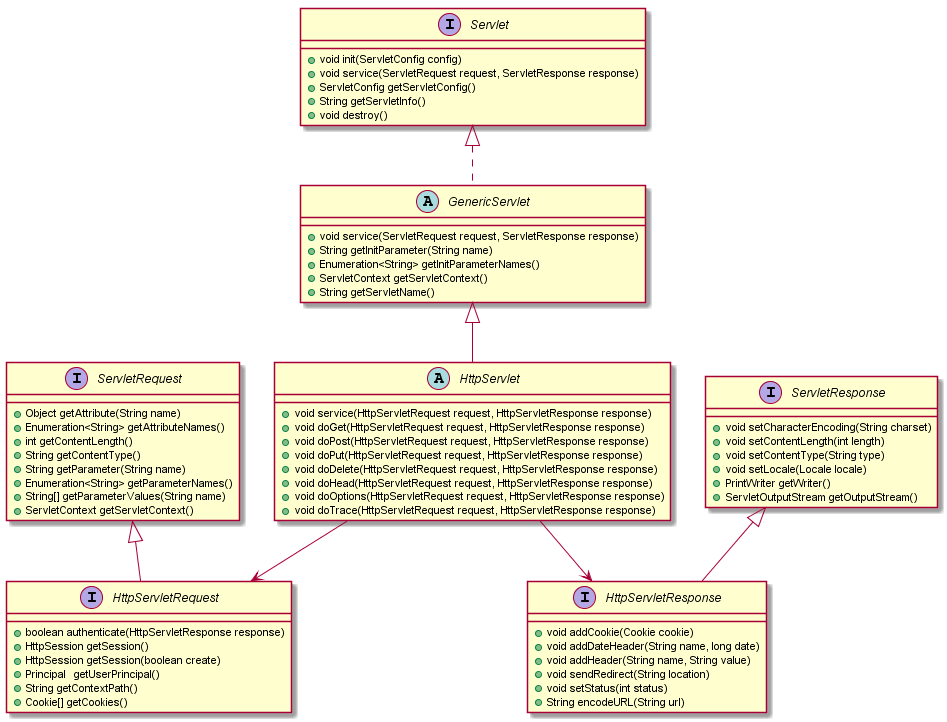 I Servlet
void init(ServletConfig config)
void service(ServletRequest request, ServletResponse response)
ServletConfig getServletConfig()
String getServletInfo()
void destroy()
A GenericServlet
void service(ServletRequest request, ServletResponse response)
String getInitParameter(String name)
Enumeration<String> getInitParameterNames()
ServletContext getServletContext()
String getServletName()
I ServletRequest
Object getAttribute(String name)
Enumeration<String> getAttributeNames()
int getContentLength()
String getContentType()
String getParameter(String name)
Enumeration<String> getParameterNames()
String[] getParameterValues(String name)
ServletContext getServletContext()
A HttpServlet
void service(HttpServletRequest request, HttpServletResponse response)
void doGet(HttpServletRequest request, HttpServletResponse response)
void doPost(HttpServletRequest request, HttpServletResponse response)
void doPut(HttpServletRequest request, HttpServletResponse response)
void doDelete(HttpServletRequest request, HttpServletResponse response)
void doHead(HttpServletRequest request, HttpServletResponse response)
void doOptions(HttpServletRequest request, HttpServletResponse response)
void doTrace(HttpServletRequest request, HttpServletResponse response)
I ServletResponse
void setCharacterEncoding(String charset)
void setContentLength(int length)
void setContentType(String type)
void setLocale(Locale locale)
PrintWriter getWriter()
ServletOutputStream getOutputStream()
I HttpServletRequest
boolean authenticate(HttpServletResponse response)
HttpSession getSession()
HttpSession getSession(boolean create)
Principal getUserPrincipal()
String getContextPath()
Cookie[] getCookies()
I HttpServletResponse
void addCookie(Cookie cookie)
void addDateHeader(String name, long date)
void addHeader(String name, String value)
void sendRedirect(String location)
void setStatus(int status)
String encodeURL(String url)